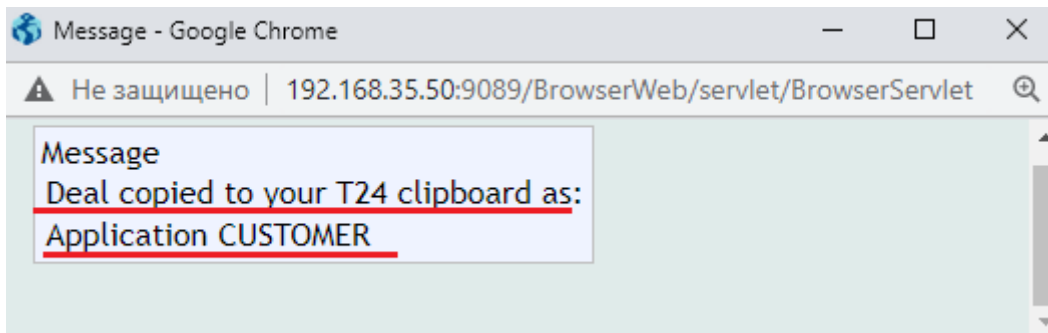 Message - Google Chrome
Не защищено | 192.168.35.50:9089/BrowserWeb/servlet/BrowserServlet
Message
Deal copied to your T24 clipboard as:
Application CUSTOMER